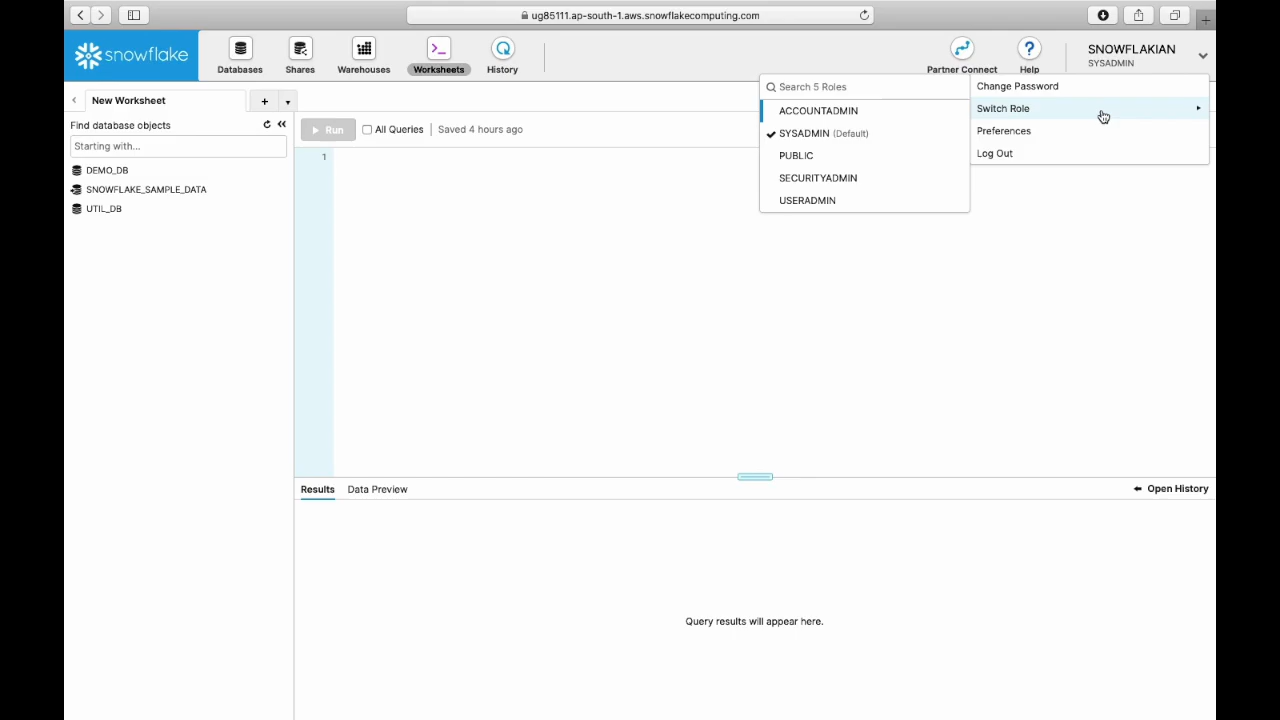 ug85111.ap-south-1.aws.snowflakecomputing.com
snowflake
Databases
Shares
Warehouses
Worksheets
History
Partner Connect
Help
SNOWFLAKIAN
SYSADMIN
Change Password
Switch Role
Preferences
Log Out
Search 5 Roles
ACCOUNTADMIN
SYSADMIN (Default)
PUBLIC
SECURITYADMIN
USERADMIN
New Worksheet
Find database objects
Starting with...
DEMO_DB
SNOWFLAKE_SAMPLE_DATA
UTIL_DB
Run
All Queries
Saved 4 hours ago
1
Results
Data Preview
Open History
Query results will appear here.